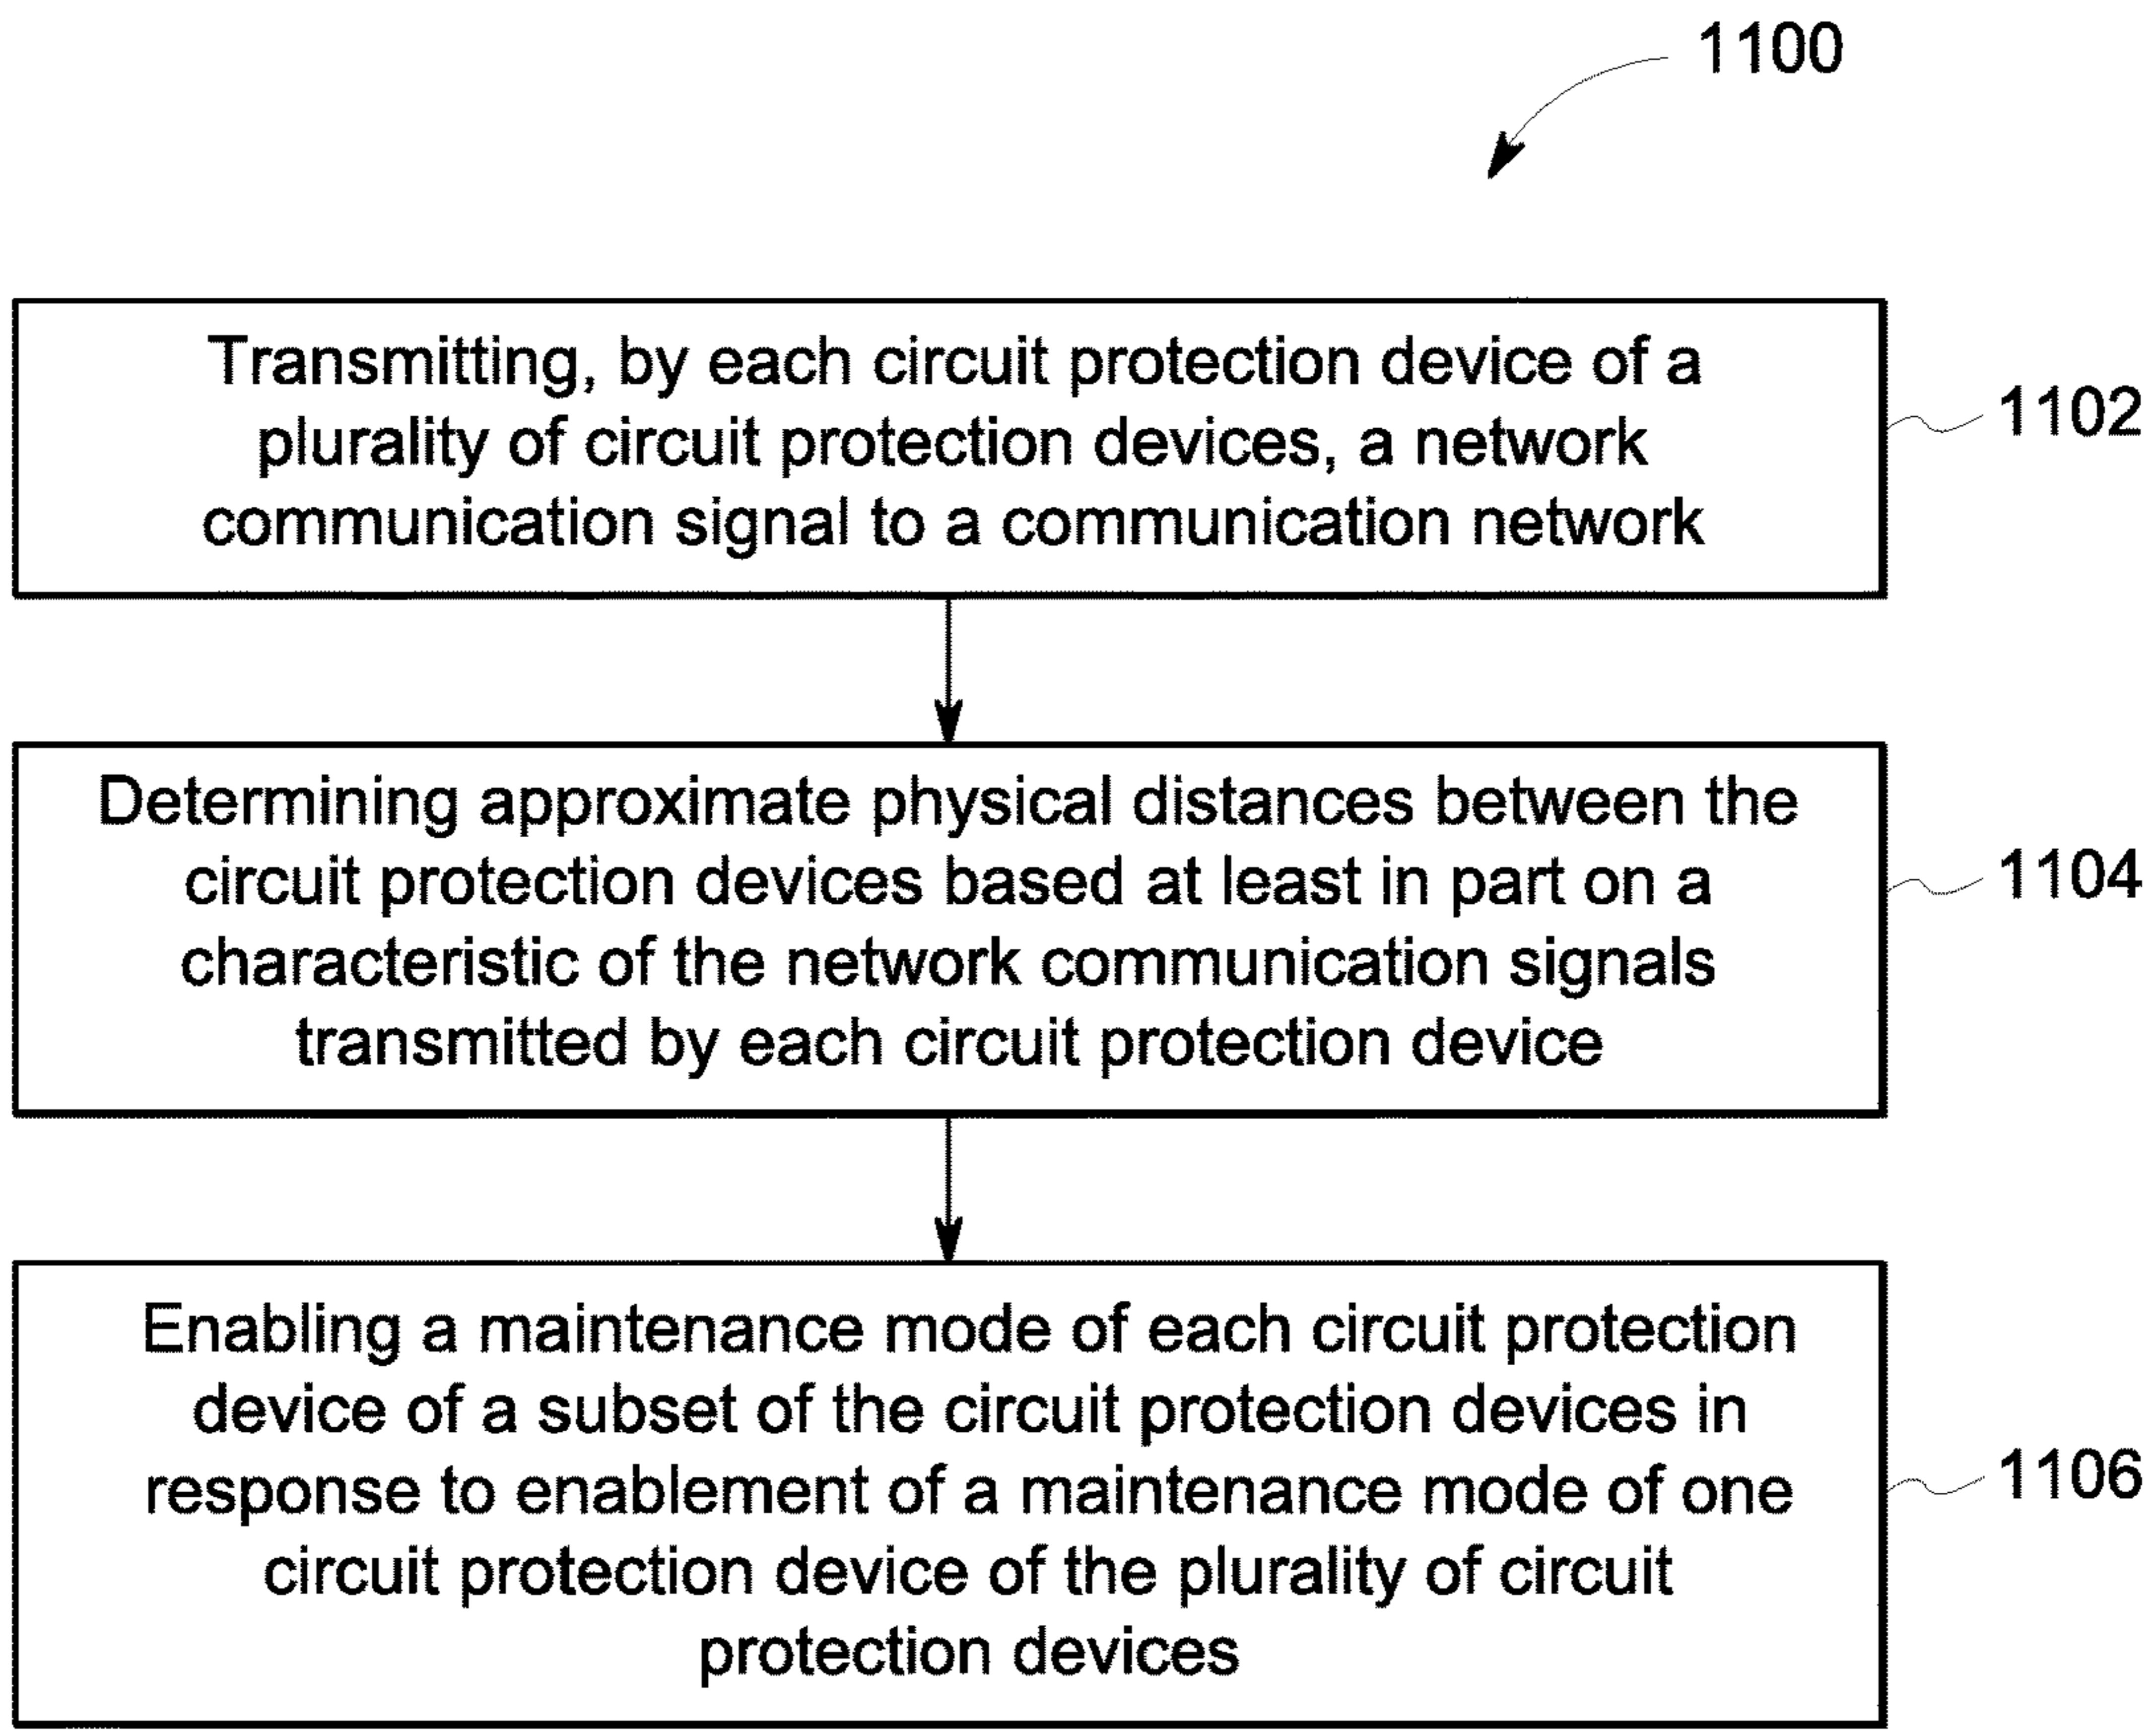 1100
Transmitting, by each circuit protection device of a
plurality of circuit protection devices, a network
communication signal to a communication network
1102
Determining approximate physical distances between the
circuit protection devices based at least in part on a
characteristic of the network communication signals
transmitted by each circuit protection device
1104
Enabling a maintenance mode of each circuit protection
device of a subset of the circuit protection devices in
response to enablement of a maintenance mode of one
circuit protection device of the plurality of circuit
protection devices
1106